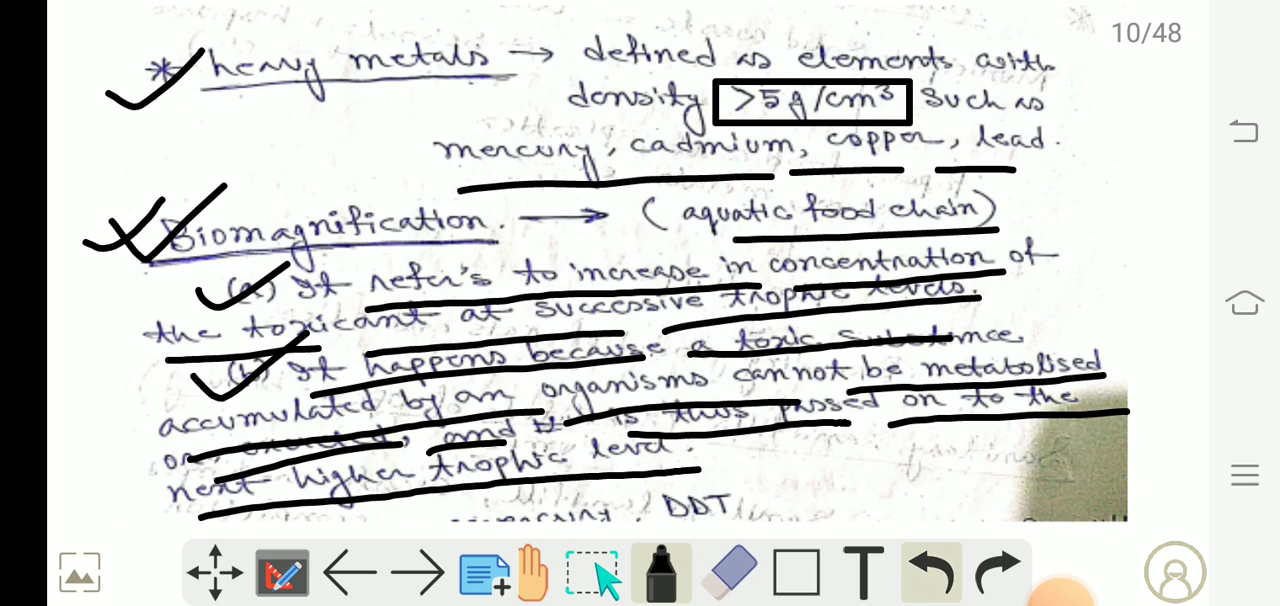 10/48
* heavy metals → defined as elements with
density >5g/cm³ such as
mercury, cadmium, copper, lead.
Biomagnification. → (aquatic food chain)
(a) It refer's to increase in concentration of
the toxicant at successive trophic levels.
(b) It happens because a toxic substance
accumulated by an organisms cannot be metabolised
or excreted, and it is thus passed on to the
next higher trophic level.
mercury, DDT
T